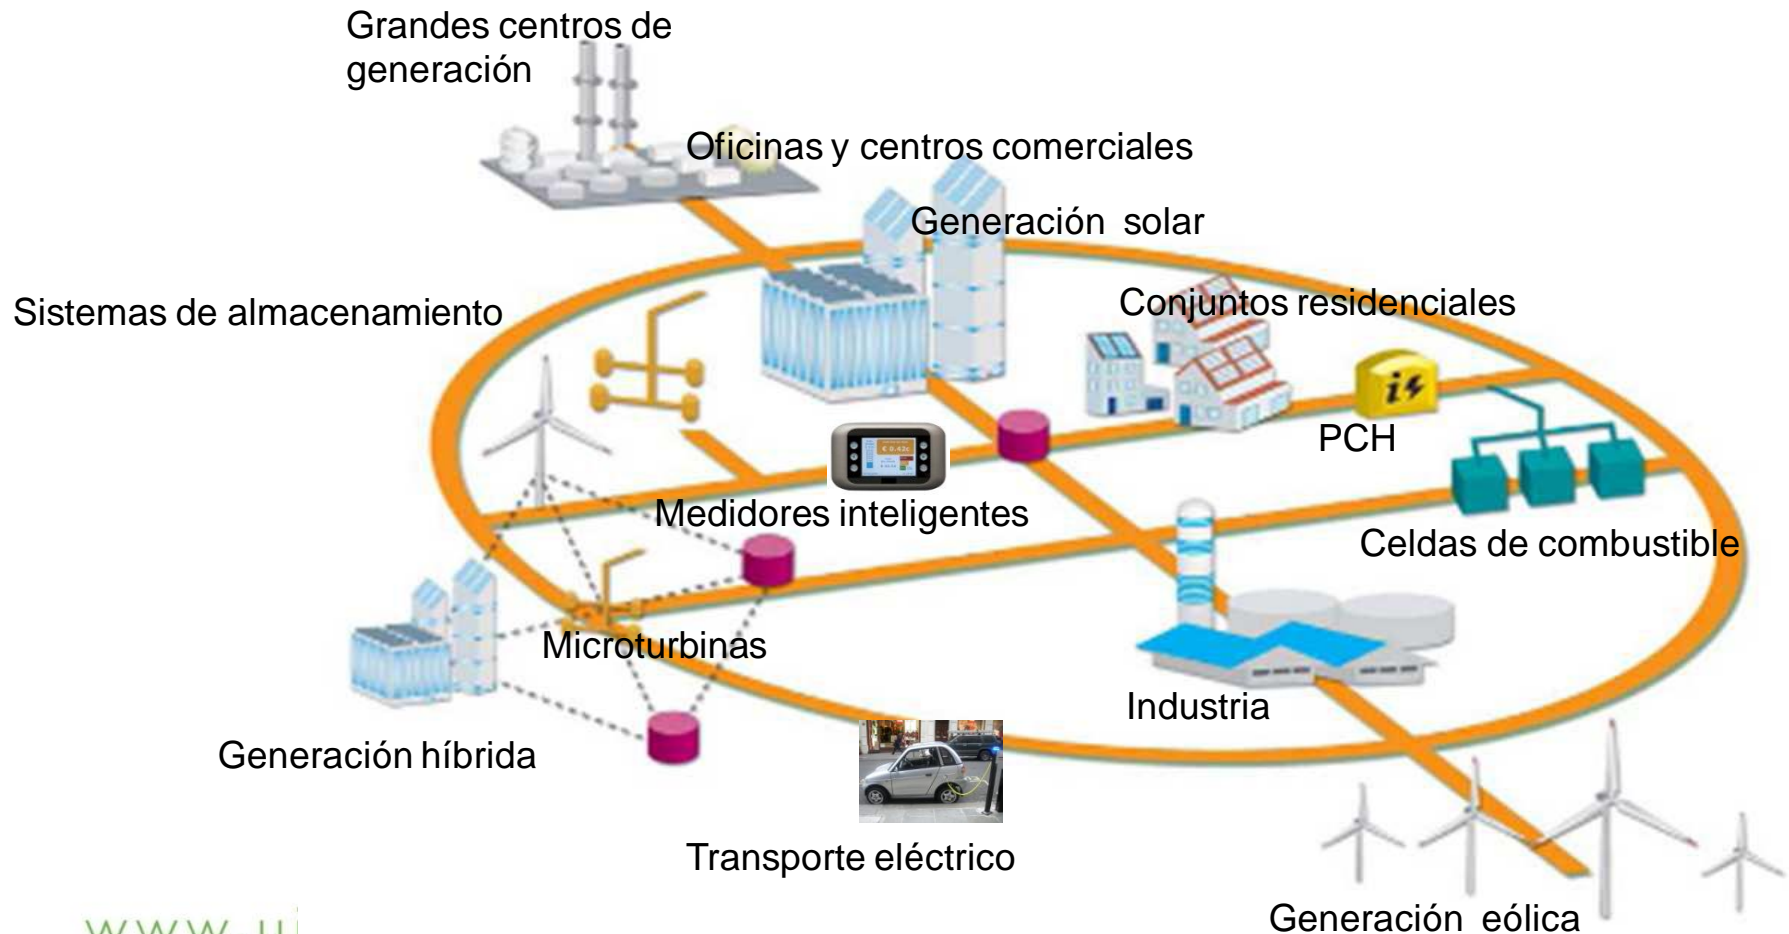 Grandes centros de
generación
Oficinas y centros comerciales
Generación solar
Sistemas de almacenamiento
Conjuntos residenciales
PCH
Medidores inteligentes
Celdas de combustible
Microturbinas
Industria
Generación híbrida
Transporte eléctrico
Generación eólica